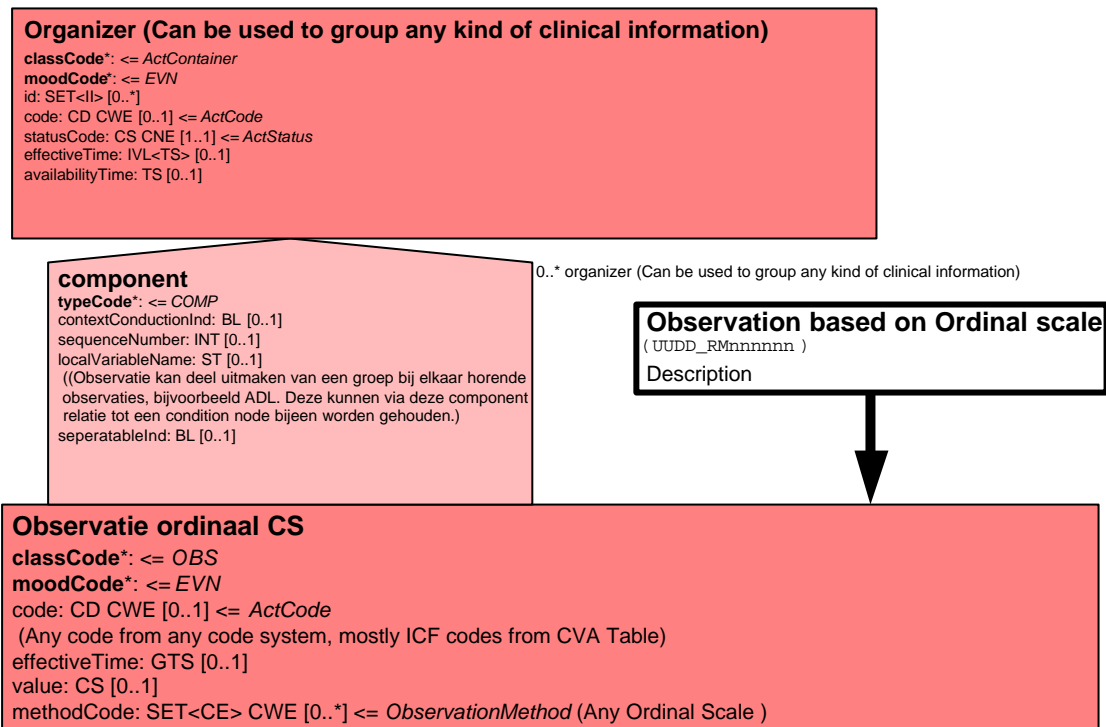 Organizer (Can be used to group any kind of clinical information)
classCode*: <= ActContainer
moodCode*: <= EVN
id: SET<II> [0..*]
code: CD CWE [0..1] <= ActCode
statusCode: CS CNE [1..1] <= ActStatus
effectiveTime: IVL<TS> [0..1]
availabilityTime: TS [0..1]
0..* organizer (Can be used to group any kind of clinical information)
component
typeCode*: <= COMP
contextConductionInd: BL [0..1]
sequenceNumber: INT [0..1]
localVariableName: ST [0..1]
((Observatie kan deel uitmaken van een groep bij elkaar horende
observaties, bijvoorbeeld ADL. Deze kunnen via deze component
relatie tot een condition node bijeen worden gehouden.)
seperatableInd: BL [0..1]
Observation based on Ordinal scale
( UUDD_RMnnnnnn )
Description
Observatie ordinaal CS
classCode*: <= OBS
moodCode*: <= EVN
code: CD CWE [0..1] <= ActCode
(Any code from any code system, mostly ICF codes from CVA Table)
effectiveTime: GTS [0..1]
value: CS [0..1]
methodCode: SET<CE> CWE [0..*] <= ObservationMethod (Any Ordinal Scale )